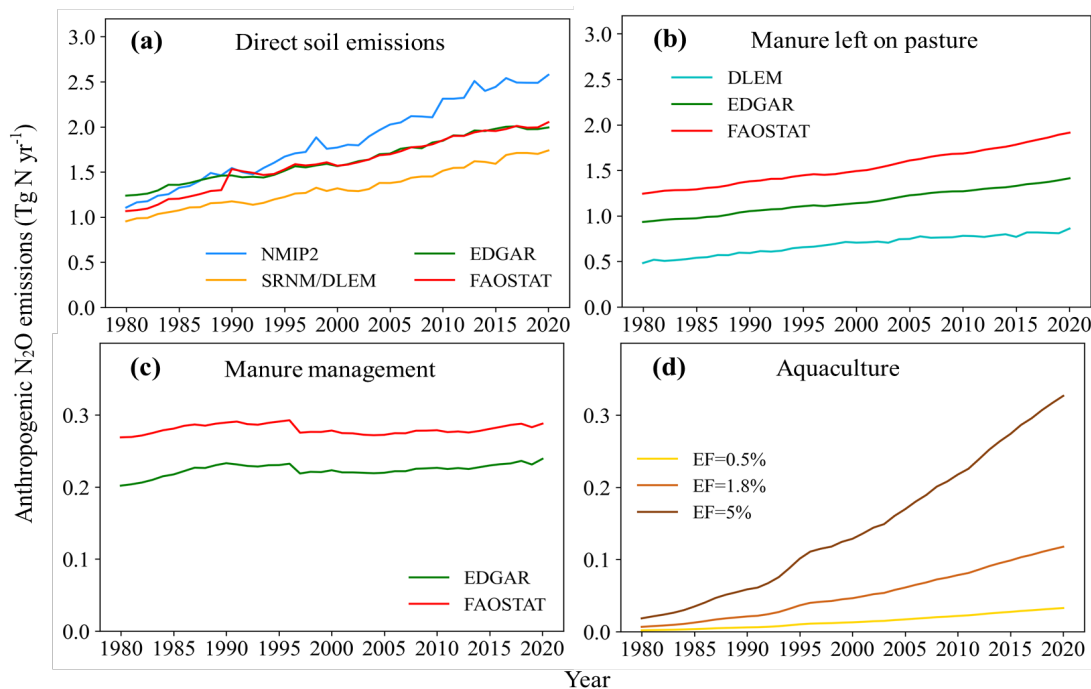 Anthropogenic N₂O emissions (Tg N yr⁻¹)
(a) Direct soil emissions
3.0
2.5
2.0
1.5
1.0
0.5
0.0
NMIP2
SRNM/DLEM
EDGAR
FAOSTAT
1980 1985 1990 1995 2000 2005 2010 2015 2020
(b) Manure left on pasture
3.0
2.5
2.0
1.5
1.0
0.5
0.0
DLEM
EDGAR
FAOSTAT
1980 1985 1990 1995 2000 2005 2010 2015 2020
(c) Manure management
0.3
0.2
0.1
0.0
EDGAR
FAOSTAT
1980 1985 1990 1995 2000 2005 2010 2015 2020
(d) Aquaculture
0.3
0.2
0.1
0.0
EF=0.5%
EF=1.8%
EF=5%
1980 1985 1990 1995 2000 2005 2010 2015 2020
Year